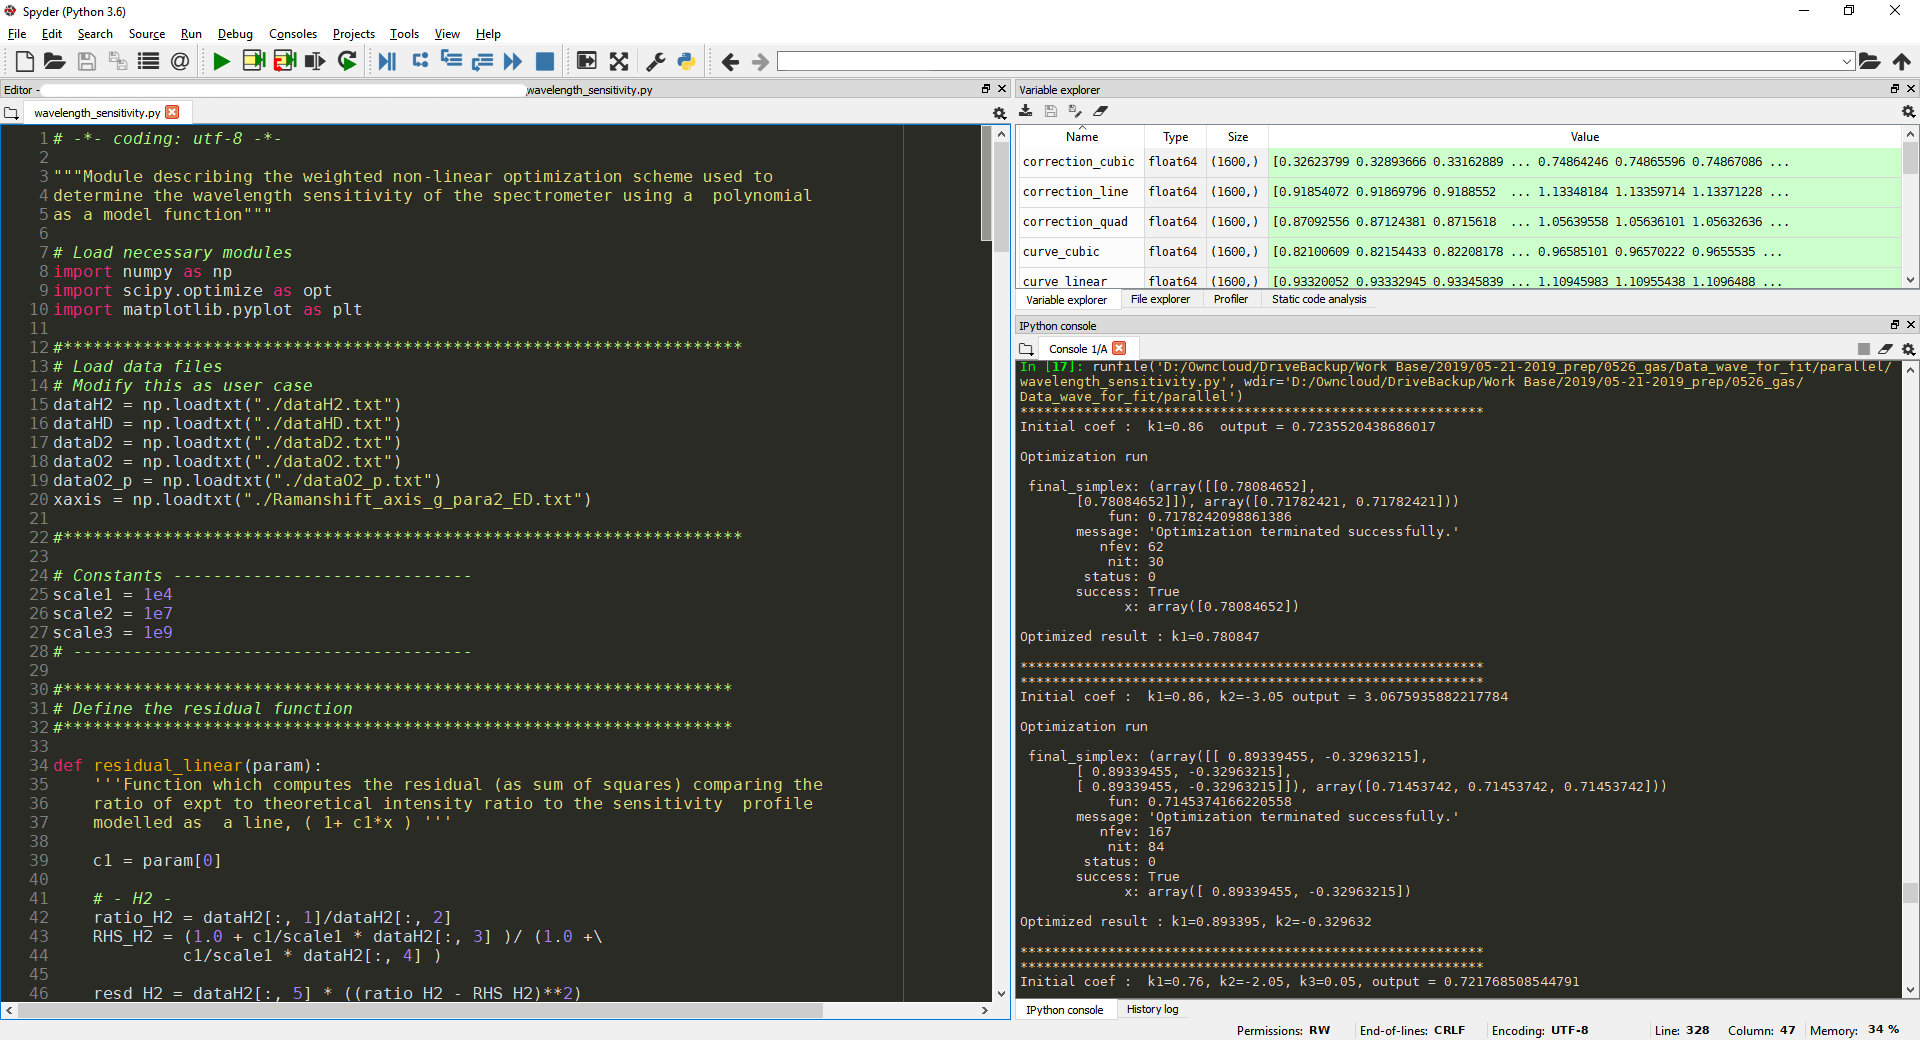 Spyder (Python 3.6)
File Edit Search Source Run Debug Consoles Projects Tools View Help
Editor - wavelength_sensitivity.py
wavelength_sensitivity.py
1 # -*- coding: utf-8 -*-
2
3 """Module describing the weighted non-linear optimization scheme used to
4 determine the wavelength sensitivity of the spectrometer using a  polynomial
5 as a model function"""
6
7 # Load necessary modules
8 import numpy as np
9 import scipy.optimize as opt
10 import matplotlib.pyplot as plt
11
12 #********************************************************************
13 # Load data files
14 # Modify this as user case
15 dataH2 = np.loadtxt("./dataH2.txt")
16 dataHD = np.loadtxt("./dataHD.txt")
17 dataD2 = np.loadtxt("./dataD2.txt")
18 dataO2 = np.loadtxt("./dataO2.txt")
19 dataO2_p = np.loadtxt("./dataO2_p.txt")
20 xaxis = np.loadtxt("./Ramanshift_axis_g_para2_ED.txt")
21
22 #********************************************************************
23
24 # Constants ------------------------------
25 scale1 = 1e4
26 scale2 = 1e7
27 scale3 = 1e9
28 # ----------------------------------------
29
30 #*******************************************************************
31 # Define the residual function
32 #*******************************************************************
33
34 def residual_linear(param):
35     '''Function which computes the residual (as sum of squares) comparing the
36     ratio of expt to theoretical intensity ratio to the sensitivity  profile
37     modelled as  a line, ( 1+ c1*x ) '''
38
39     c1 = param[0]
40
41     # - H2 -
42     ratio_H2 = dataH2[:, 1]/dataH2[:, 2]
43     RHS_H2 = (1.0 + c1/scale1 * dataH2[:, 3] )/ (1.0 +\
44              c1/scale1 * dataH2[:, 4] )
45
46     resd_H2 = dataH2[:, 5] * ((ratio_H2 - RHS_H2)**2)
Variable explorer
Name Type Size Value
correction_cubic float64 (1600,) [0.32623799 0.32893666 0.33162889 ... 0.74864246 0.74865596 0.74867086 ...
correction_line float64 (1600,) [0.91854072 0.91869796 0.9188552  ... 1.13348184 1.13359714 1.13371228 ...
correction_quad float64 (1600,) [0.87092556 0.87124381 0.8715618  ... 1.05639558 1.05636101 1.05632636 ...
curve_cubic float64 (1600,) [0.82100609 0.82154433 0.82208178 ... 0.96585101 0.96570222 0.9655535 ...
curve_linear float64 (1600,) [0.93320052 0.93332945 0.93345839 ... 1.10945983 1.10955438 1.1096488 ...
Variable explorer File explorer Profiler Static code analysis
IPython console
Console 1/A
In [17]: runfile('D:/Owncloud/DriveBackup/Work Base/2019/05-21-2019_prep/0526_gas/Data_wave_for_fit/parallel/
wavelength_sensitivity.py', wdir='D:/Owncloud/DriveBackup/Work Base/2019/05-21-2019_prep/0526_gas/
Data_wave_for_fit/parallel')
**********************************************************
Initial coef :  k1=0.86  output = 0.7235520438686017
Optimization run
final_simplex: (array([[0.78084652],
[0.78084652]]), array([0.71782421, 0.71782421]))
fun: 0.7178242098861386
message: 'Optimization terminated successfully.'
nfev: 62
nit: 30
status: 0
success: True
x: array([0.78084652])
Optimized result : k1=0.780847
**********************************************************
**********************************************************
Initial coef :  k1=0.86, k2=-3.05 output = 3.0675935882217784
Optimization run
final_simplex: (array([[ 0.89339455, -0.32963215],
[ 0.89339455, -0.32963215],
[ 0.89339455, -0.32963215]]), array([0.71453742, 0.71453742, 0.71453742]))
fun: 0.7145374166220558
message: 'Optimization terminated successfully.'
nfev: 167
nit: 84
status: 0
success: True
x: array([ 0.89339455, -0.32963215])
Optimized result : k1=0.893395, k2=-0.329632
**********************************************************
**********************************************************
Initial coef :  k1=0.76, k2=-2.05, k3=0.05, output = 0.721768508544791
IPython console History log
Permissions: RW End-of-lines: CRLF Encoding: UTF-8 Line: 328 Column: 47 Memory: 34 %